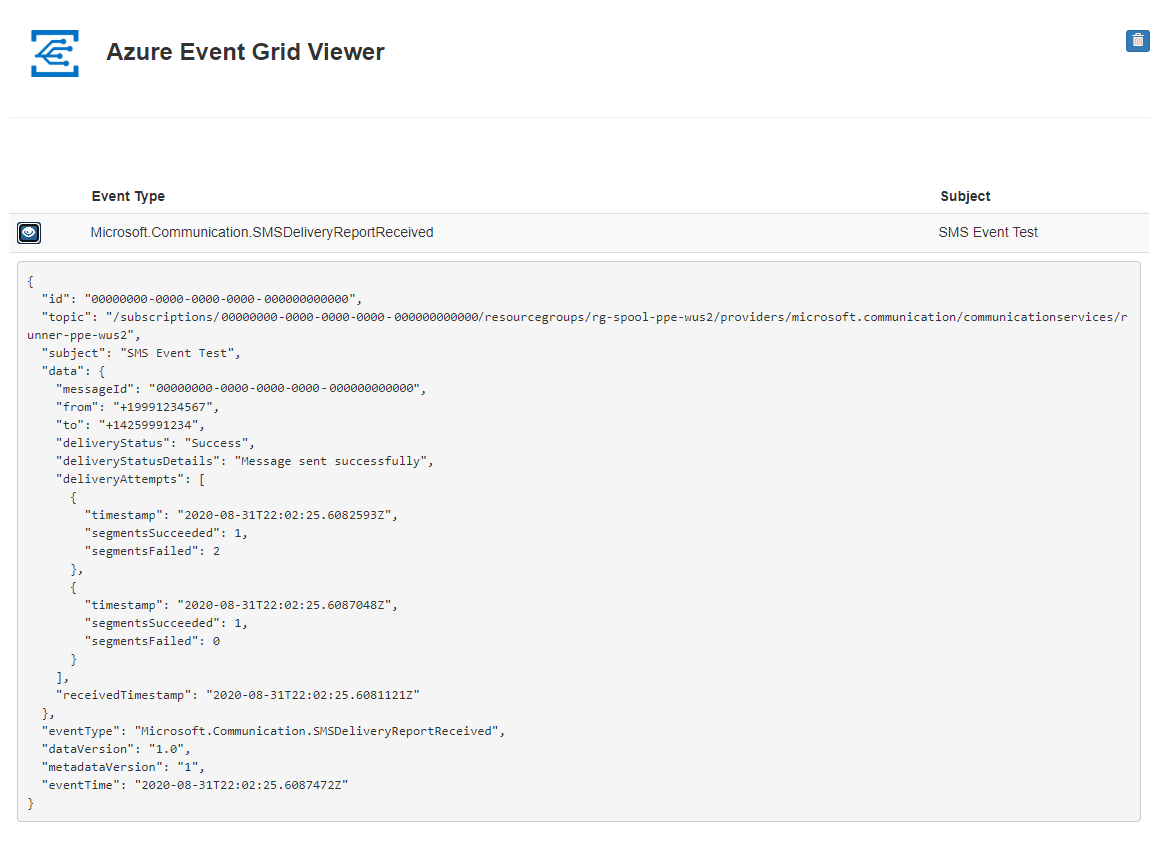 Azure Event Grid Viewer
Event Type Subject
Microsoft.Communication.SMSDeliveryReportReceived SMS Event Test
{
  "id": "00000000-0000-0000-0000-000000000000",
  "topic": "/subscriptions/00000000-0000-0000-0000-000000000000/resourcegroups/rg-spool-ppe-wus2/providers/microsoft.communication/communicationservices/r
unner-ppe-wus2",
  "subject": "SMS Event Test",
  "data": {
    "messageId": "00000000-0000-0000-0000-000000000000",
    "from": "+19991234567",
    "to": "+14259991234",
    "deliveryStatus": "Success",
    "deliveryStatusDetails": "Message sent successfully",
    "deliveryAttempts": [
      {
        "timestamp": "2020-08-31T22:02:25.6082593Z",
        "segmentsSucceeded": 1,
        "segmentsFailed": 2
      },
      {
        "timestamp": "2020-08-31T22:02:25.6087048Z",
        "segmentsSucceeded": 1,
        "segmentsFailed": 0
      }
    ],
    "receivedTimestamp": "2020-08-31T22:02:25.6081121Z"
  },
  "eventType": "Microsoft.Communication.SMSDeliveryReportReceived",
  "dataVersion": "1.0",
  "metadataVersion": "1",
  "eventTime": "2020-08-31T22:02:25.6087472Z"
}